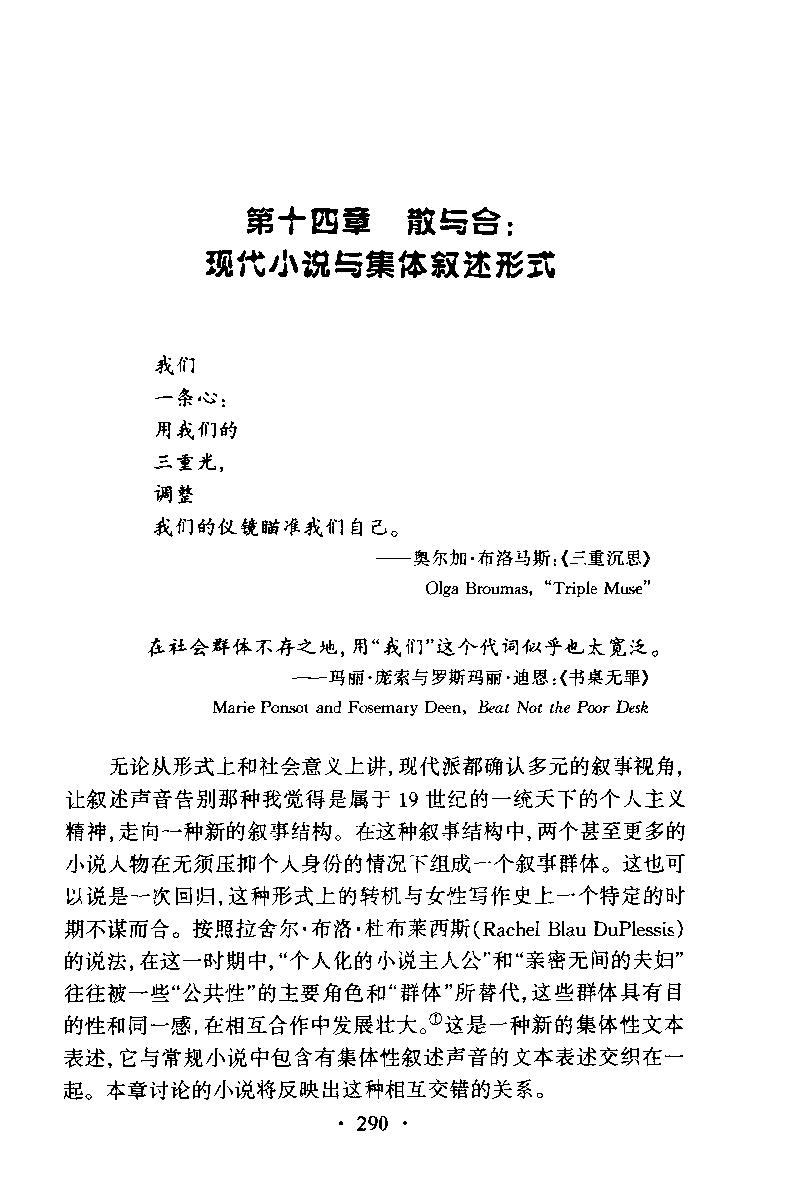 第十四章 散与合：
现代小说与集体叙述形式
我们
一条心：
用我们的
三重光，
调整
我们的仪镜瞄准我们自己。
——奥尔加·布洛马斯：《三重沉思》
Olga Broumas, “Triple Muse”
在社会群体不存之地，用“我们”这个代词似乎也太宽泛。
——玛丽·庞索与罗斯玛丽·迪恩：《书桌无罪》
Marie Ponsot and Fosemary Deen, Beat Not the Poor Desk
无论从形式上和社会意义上讲，现代派都确认多元的叙事视角，
让叙述声音告别那种我觉得是属于 19 世纪的一统天下的个人主义
精神，走向一种新的叙事结构。在这种叙事结构中，两个甚至更多的
小说人物在无须压抑个人身份的情况下组成一个叙事群体。这也可
以说是一次回归，这种形式上的转机与女性写作史上一个特定的时
期不谋而合。按照拉舍尔·布洛·杜布莱西斯(Rachel Blau DuPlessis)
的说法，在这一时期中，“个人化的小说主人公”和“亲密无间的夫妇”
往往被一些“公共性”的主要角色和“群体”所替代，这些群体具有目
的性和同一感，在相互合作中发展壮大。①这是一种新的集体性文本
表述，它与常规小说中包含有集体性叙述声音的文本表述交织在一
起。本章讨论的小说将反映出这种相互交错的关系。
· 290 ·